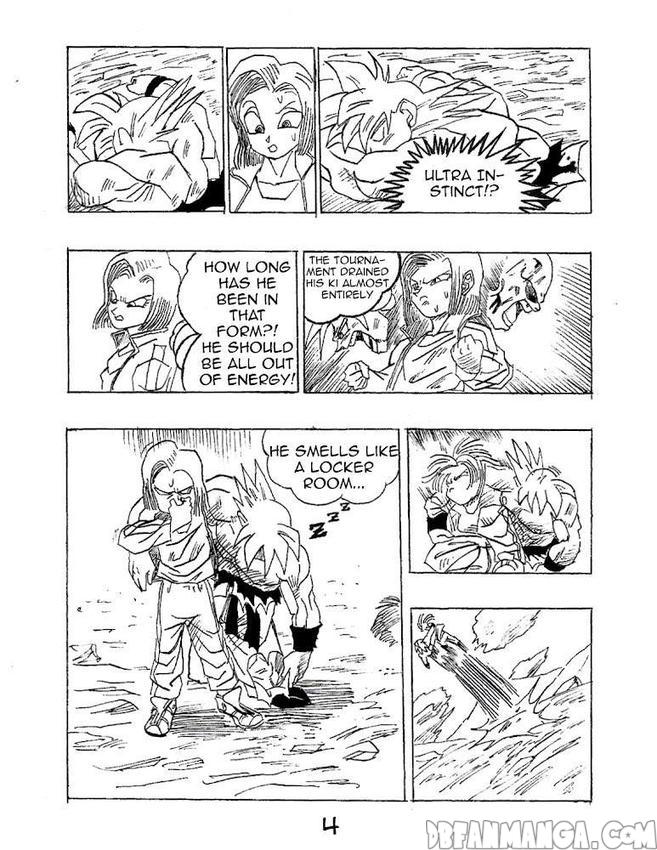 ULTRA IN-
STINCT!?
HOW LONG
HAS HE
BEEN IN
THAT
FORM?!
HE SHOULD
BE ALL OUT
OF ENERGY!
THE TOURNA-
MENT DRAINED
HIS KI ALMOST
ENTIRELY
HE SMELLS LIKE
A LOCKER
ROOM...
Z Z Z
4
DBFANMANGA.COM